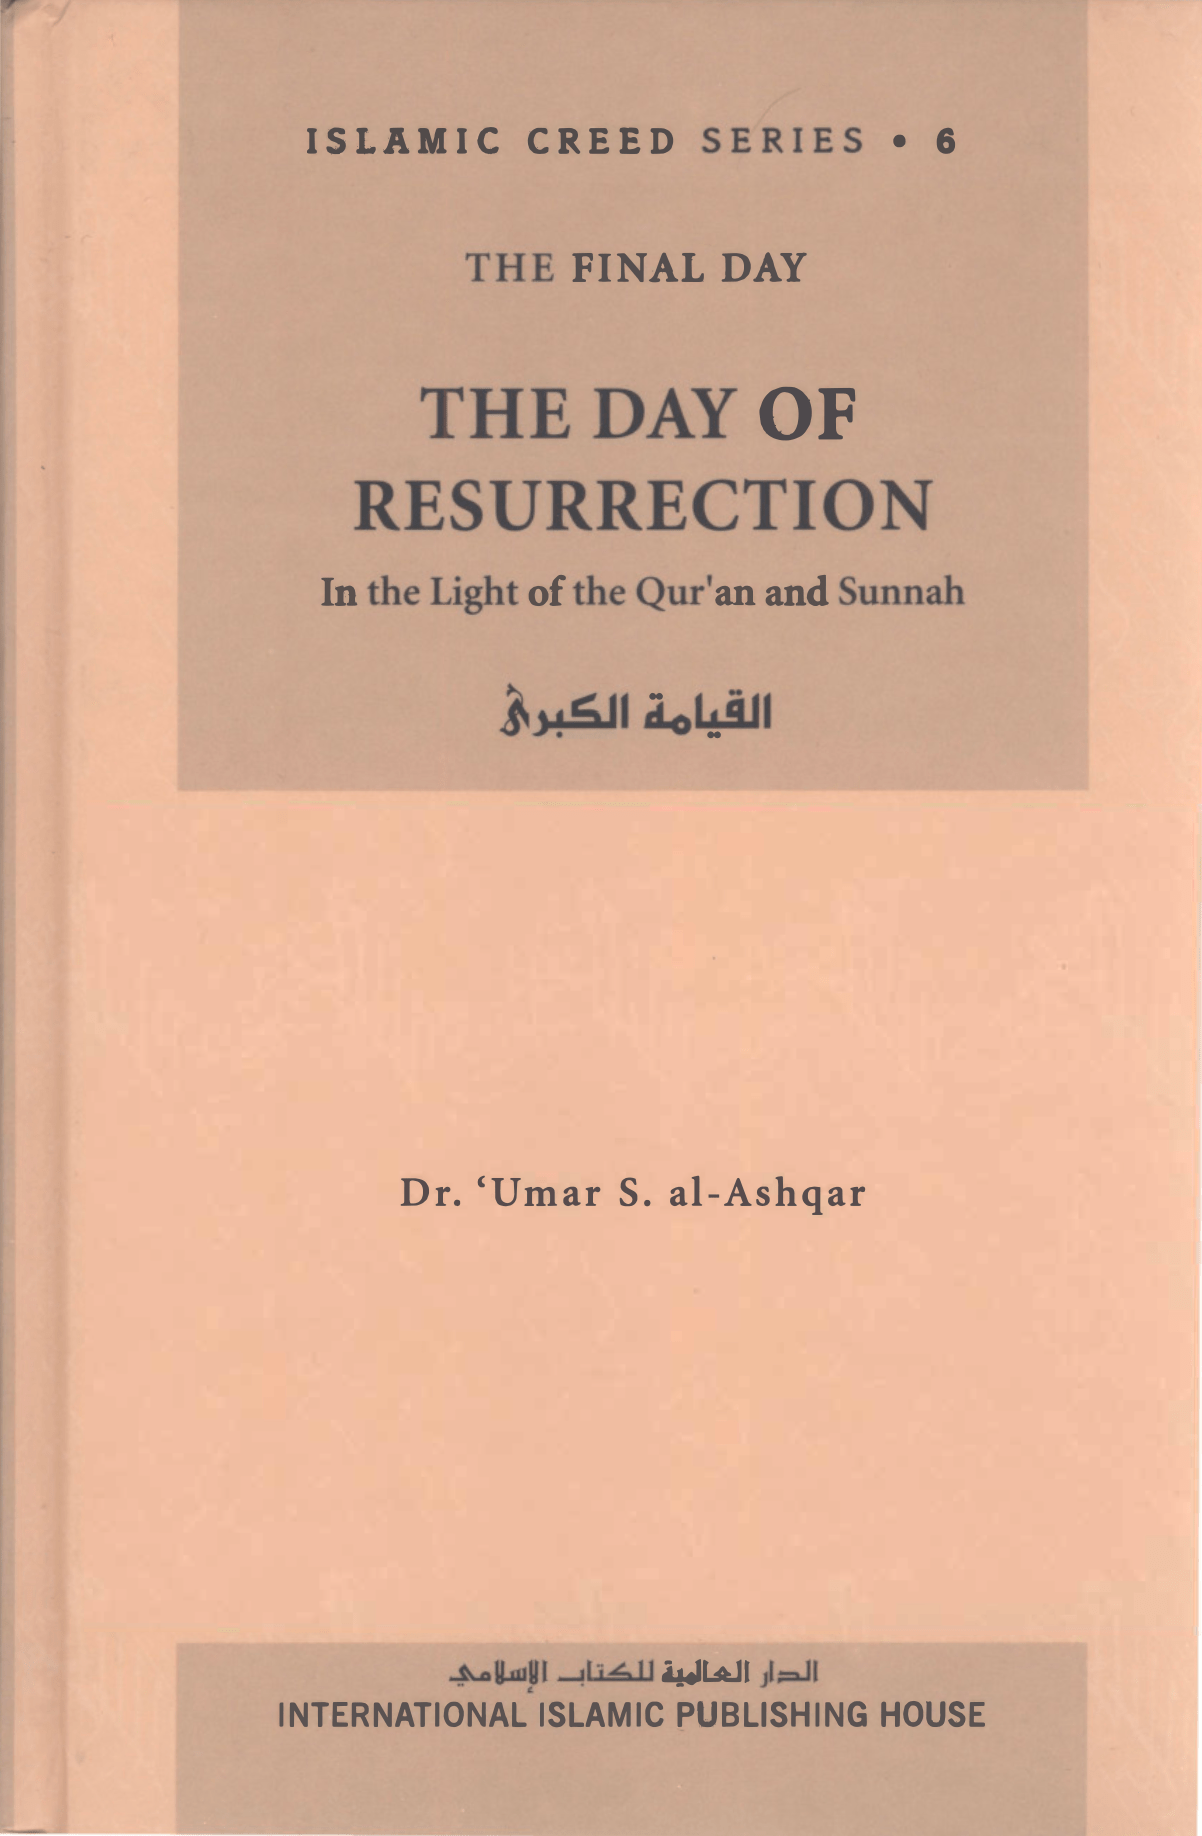 ISLAMIC CREED SERIES • 6
THE FINAL DAY
THE DAY OF
RESURRECTION
In the Light of the Qur'an and Sunnah
القيامة الكبرى
Dr. ‘Umar S. al-Ashqar
الدار العالمية للكتاب الإسلامي
INTERNATIONAL ISLAMIC PUBLISHING HOUSE